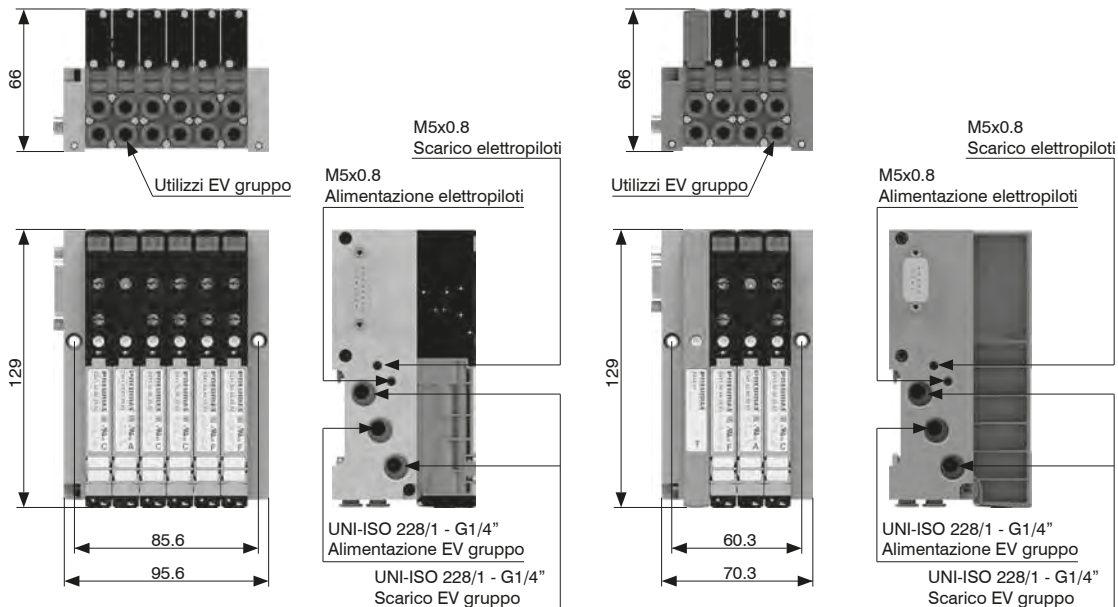 66
Utilizzi EV gruppo
M5x0.8
Scarico elettropiloti
M5x0.8
Alimentazione elettropiloti
129
85.6
95.6
UNI-ISO 228/1 - G1/4”
Alimentazione EV gruppo
UNI-ISO 228/1 - G1/4”
Scarico EV gruppo
66
Utilizzi EV gruppo
M5x0.8
Scarico elettropiloti
M5x0.8
Alimentazione elettropiloti
129
60.3
70.3
UNI-ISO 228/1 - G1/4”
Alimentazione EV gruppo
UNI-ISO 228/1 - G1/4”
Scarico EV gruppo